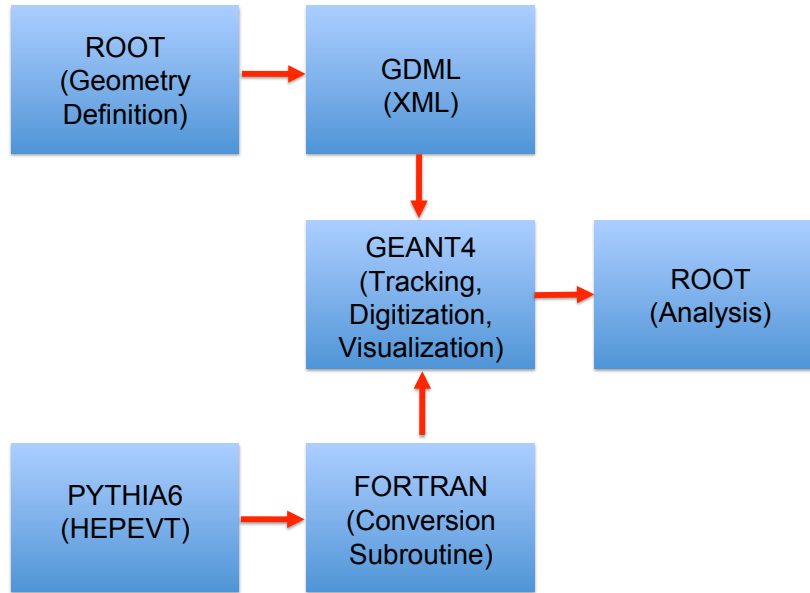 ROOT
(Geometry
Definition)
GDML
(XML)
GEANT4
(Tracking,
Digitization,
Visualization)
ROOT
(Analysis)
PYTHIA6
(HEPEVT)
FORTRAN
(Conversion
Subroutine)